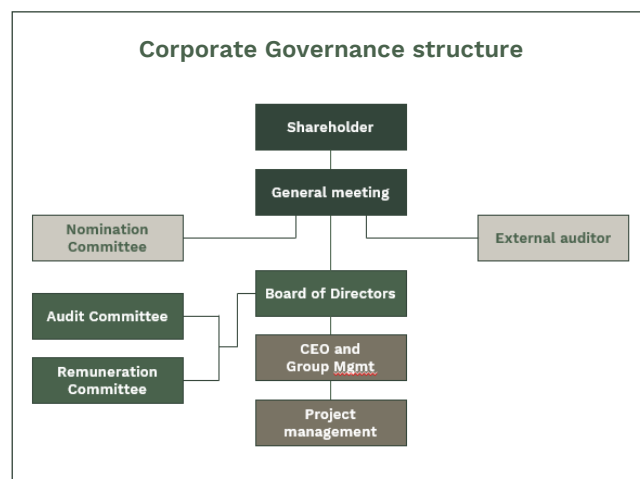 Corporate Governance structure
Shareholder
General meeting
Nomination
Committee
External auditor
Board of Directors
Audit Committee
CEO and
Group Mgmt
Remuneration
Committee
Project
management